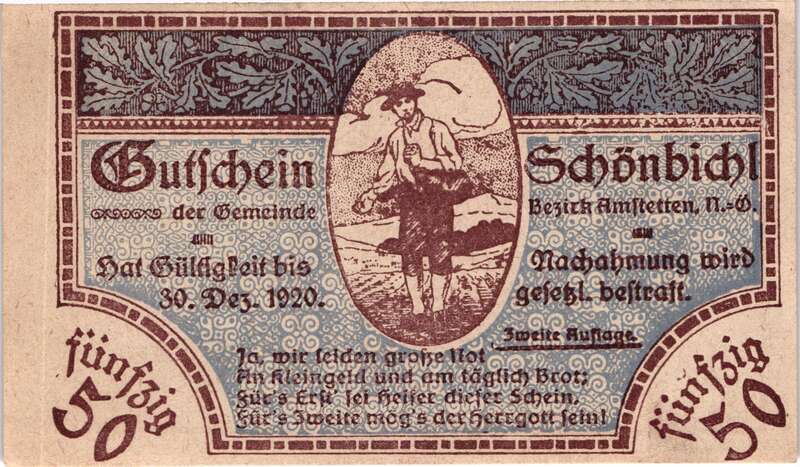 Gutschein
der Gemeinde
Hat Gültigkeit bis
30. Dez. 1920.
Schönbichl
Bezirk Amstetten, N.-Ö.
Nachahmung wird
gesetzl. bestraft.
Zweite Auflage.
Ja, wir leiden große Not
An Kleingeld und am täglich Brot;
Für's Erst' sei Helfer dieser Schein,
Für's Zweite mög's der Herrgott sein!
fünfzig
50
fünfzig
50